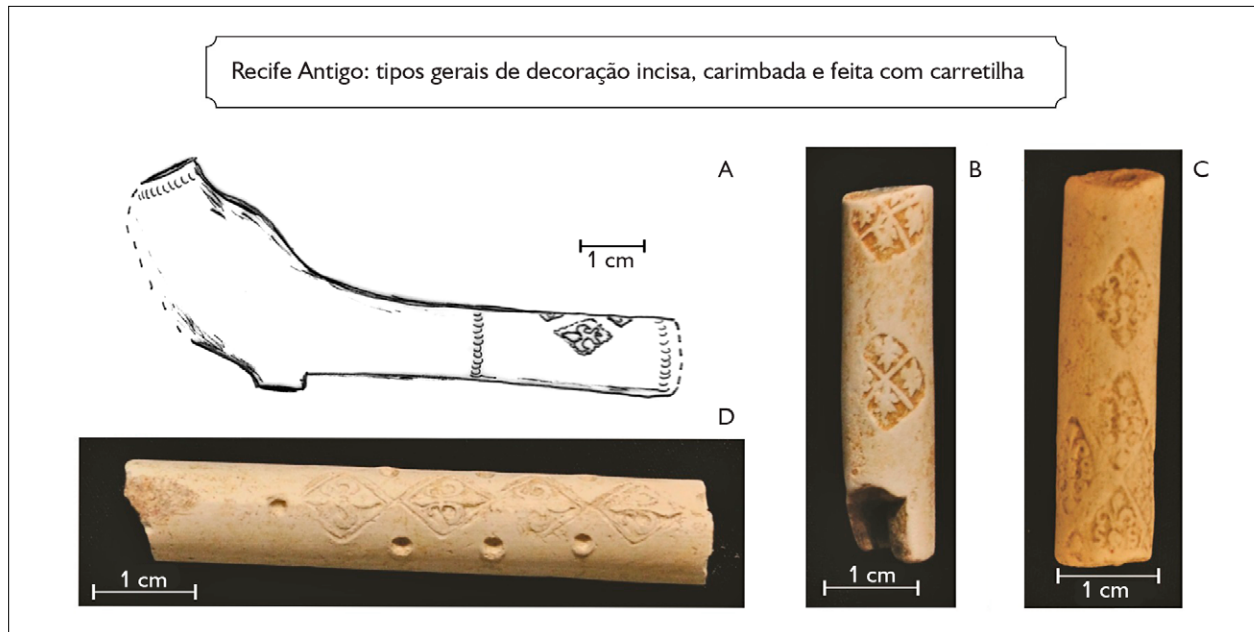 Recife Antigo: tipos gerais de decoração incisa, carimbada e feita com carretilha
A
B
C
1 cm
D
1 cm
1 cm
1 cm